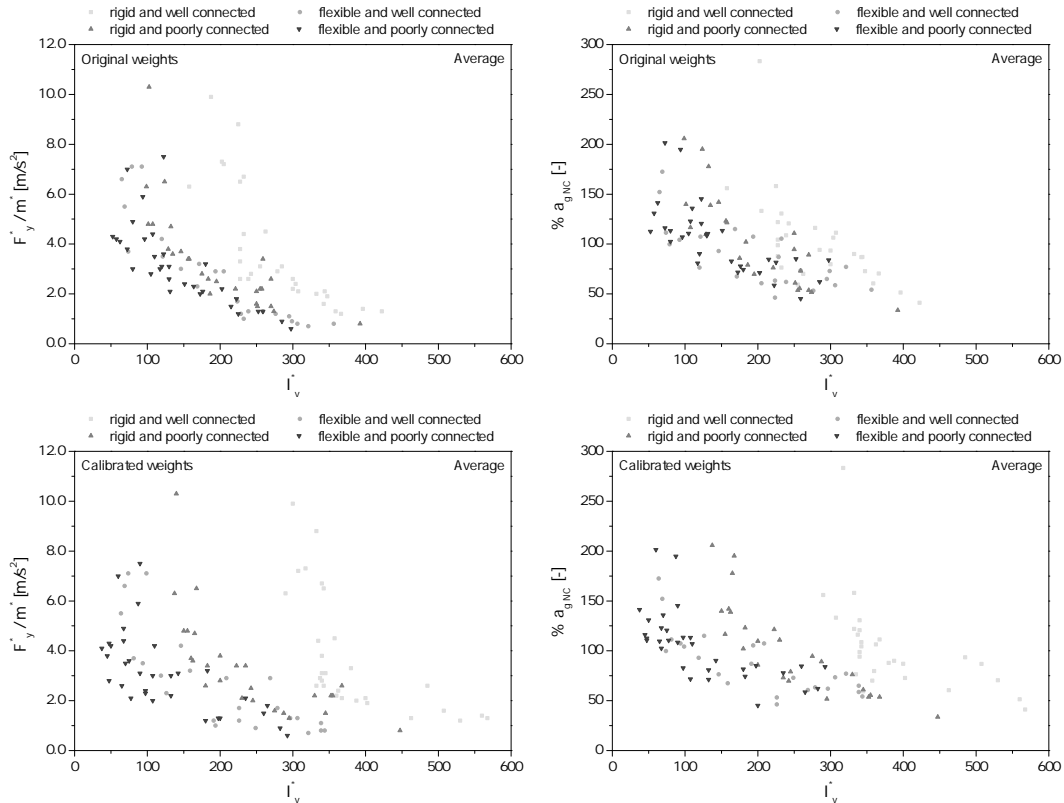 rigid and well connected flexible and well connected
rigid and poorly connected flexible and poorly connected
12.0
10.0
8.0
6.0
4.0
2.0
0.0
Original weights Average
F*y/m* [m/s²]
0 100 200 300 400 500 600
I*v
rigid and well connected flexible and well connected
rigid and poorly connected flexible and poorly connected
300
250
200
150
100
50
0
Original weights Average
% ag NC [-]
0 100 200 300 400 500 600
I*v
rigid and well connected flexible and well connected
rigid and poorly connected flexible and poorly connected
12.0
10.0
8.0
6.0
4.0
2.0
0.0
Calibrated weights Average
F*y/m* [m/s²]
0 100 200 300 400 500 600
I*v
rigid and well connected flexible and well connected
rigid and poorly connected flexible and poorly connected
300
250
200
150
100
50
0
Calibrated weights Average
% ag NC [-]
0 100 200 300 400 500 600
I*v